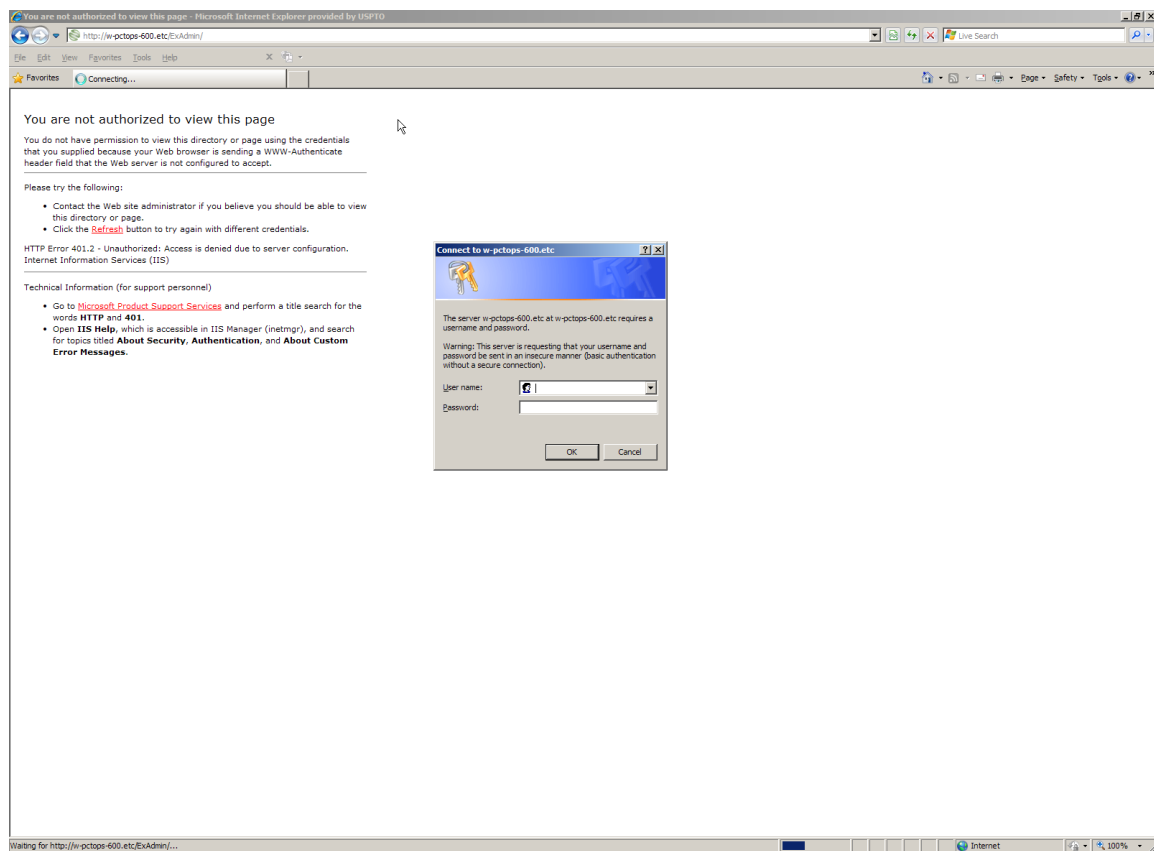 You are not authorized to view this page - Microsoft Internet Explorer provided by USPTO
http://w-pctops-600.etc/ExAdmin/
Live Search
File Edit View Favorites Tools Help X
Favorites Connecting... Page Safety Tools
You are not authorized to view this page
You do not have permission to view this directory or page using the credentials
that you supplied because your Web browser is sending a WWW-Authenticate
header field that the Web server is not configured to accept.
Please try the following:
• Contact the Web site administrator if you believe you should be able to view
this directory or page.
• Click the Refresh button to try again with different credentials.
HTTP Error 401.2 - Unauthorized: Access is denied due to server configuration.
Internet Information Services (IIS)
Technical Information (for support personnel)
• Go to Microsoft Product Support Services and perform a title search for the
words HTTP and 401.
• Open IIS Help, which is accessible in IIS Manager (inetmgr), and search
for topics titled About Security, Authentication, and About Custom
Error Messages.
Connect to w-pctops-600.etc
The server w-pctops-600.etc at w-pctops-600.etc requires a
username and password.
Warning: This server is requesting that your username and
password be sent in an insecure manner (basic authentication
without a secure connection).
User name:
Password:
OK Cancel
Waiting for http://w-pctops-600.etc/ExAdmin/... Internet 100%